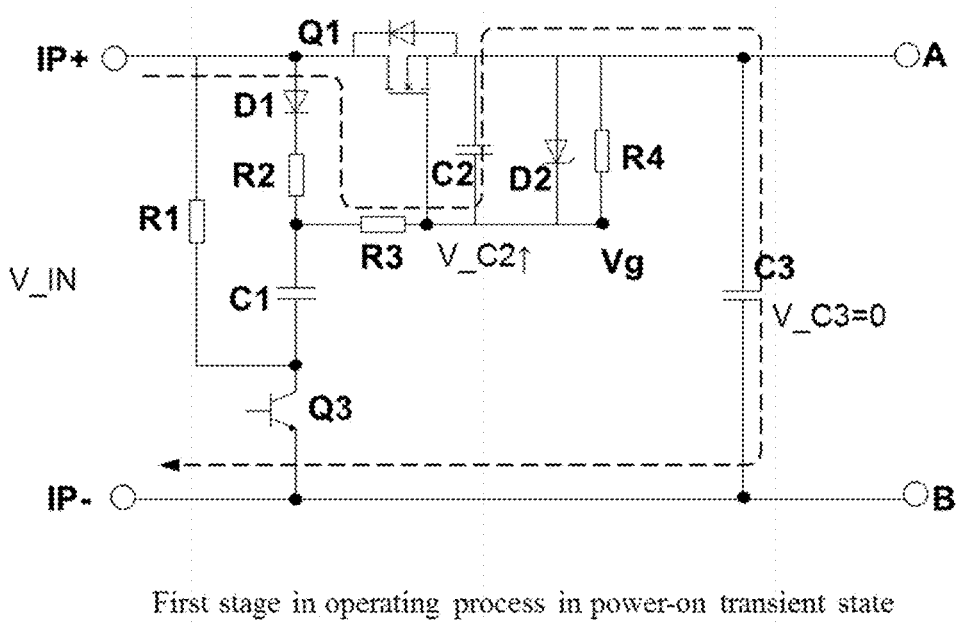 Q1
IP+
A
D1
C2
D2
R4
R2
R1
R3
V_C2↑
Vg
C3
V_IN
C1
V_C3=0
Q3
IP-
B
First stage in operating process in power-on transient state